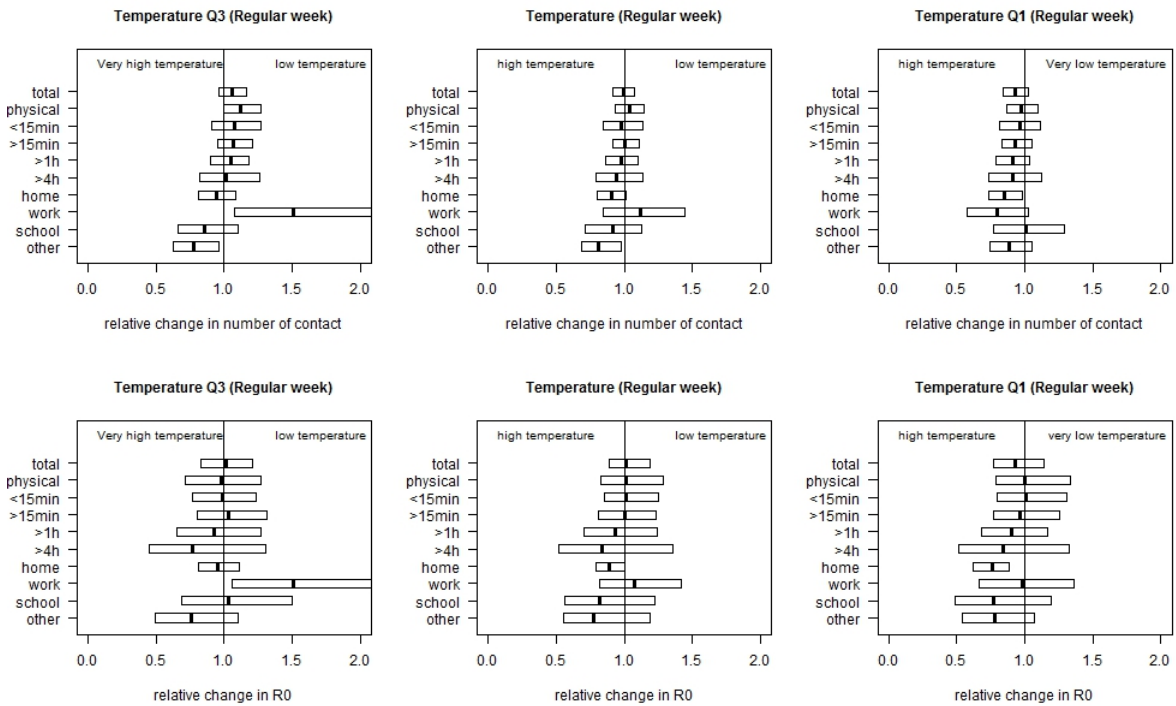 Temperature Q3 (Regular week)
Very high temperature
low temperature
total
physical
<15min
>15min
>1h
>4h
home
work
school
other
0.0 0.5 1.0 1.5 2.0
relative change in number of contact
Temperature (Regular week)
high temperature
low temperature
total
physical
<15min
>15min
>1h
>4h
home
work
school
other
0.0 0.5 1.0 1.5 2.0
relative change in number of contact
Temperature Q1 (Regular week)
high temperature
Very low temperature
total
physical
<15min
>15min
>1h
>4h
home
work
school
other
0.0 0.5 1.0 1.5 2.0
relative change in number of contact
Temperature Q3 (Regular week)
Very high temperature
low temperature
total
physical
<15min
>15min
>1h
>4h
home
work
school
other
0.0 0.5 1.0 1.5 2.0
relative change in R0
Temperature (Regular week)
high temperature
low temperature
total
physical
<15min
>15min
>1h
>4h
home
work
school
other
0.0 0.5 1.0 1.5 2.0
relative change in R0
Temperature Q1 (Regular week)
high temperature
very low temperature
total
physical
<15min
>15min
>1h
>4h
home
work
school
other
0.0 0.5 1.0 1.5 2.0
relative change in R0